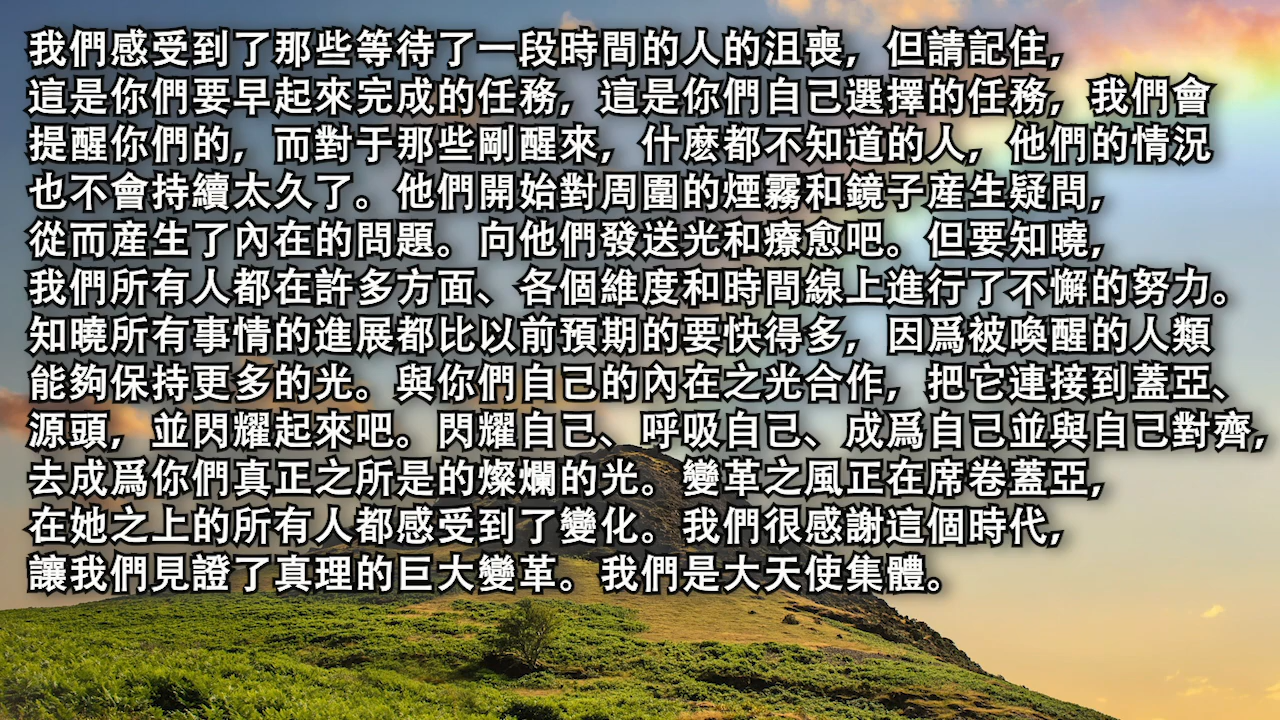 我們感受到了那些等待了一段時間的人的沮喪，但請記住，
這是你們要早起來完成的任務，這是你們自己選擇的任務，我們會
提醒你們的，而對于那些剛醒來，什麽都不知道的人，他們的情況
也不會持續太久了。他們開始對周圍的煙霧和鏡子産生疑問，
從而産生了內在的問題。向他們發送光和療愈吧。但要知曉，
我們所有人都在許多方面、各個維度和時間線上進行了不懈的努力。
知曉所有事情的進展都比以前預期的要快得多，因爲被喚醒的人類
能夠保持更多的光。與你們自己的內在之光合作，把它連接到蓋亞、
源頭，並閃耀起來吧。閃耀自己、呼吸自己、成爲自己並與自己對齊，
去成爲你們真正之所是的燦爛的光。變革之風正在席卷蓋亞，
在她之上的所有人都感受到了變化。我們很感謝這個時代，
讓我們見證了真理的巨大變革。我們是大天使集體。